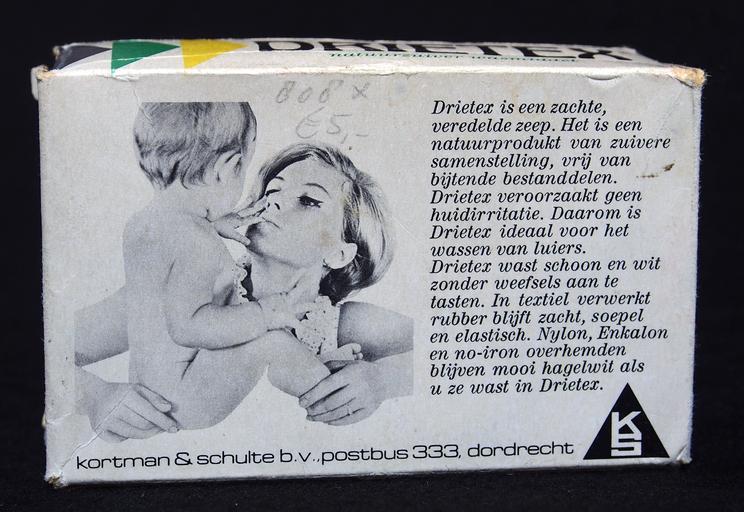 DRIETEX
natuurzuiver wasmiddel
808 x
€5,-
Drietex is een zachte,
veredelde zeep. Het is een
natuurprodukt van zuivere
samenstelling, vrij van
bijtende bestanddelen.
Drietex veroorzaakt geen
huidirritatie. Daarom is
Drietex ideaal voor het
wassen van luiers.
Drietex wast schoon en wit
zonder weefsels aan te
tasten. In textiel verwerkt
rubber blijft zacht, soepel
en elastisch. Nylon, Enkalon
en no-iron overhemden
blijven mooi hagelwit als
u ze wast in Drietex.
KS
kortman & schulte b.v., postbus 333, dordrecht